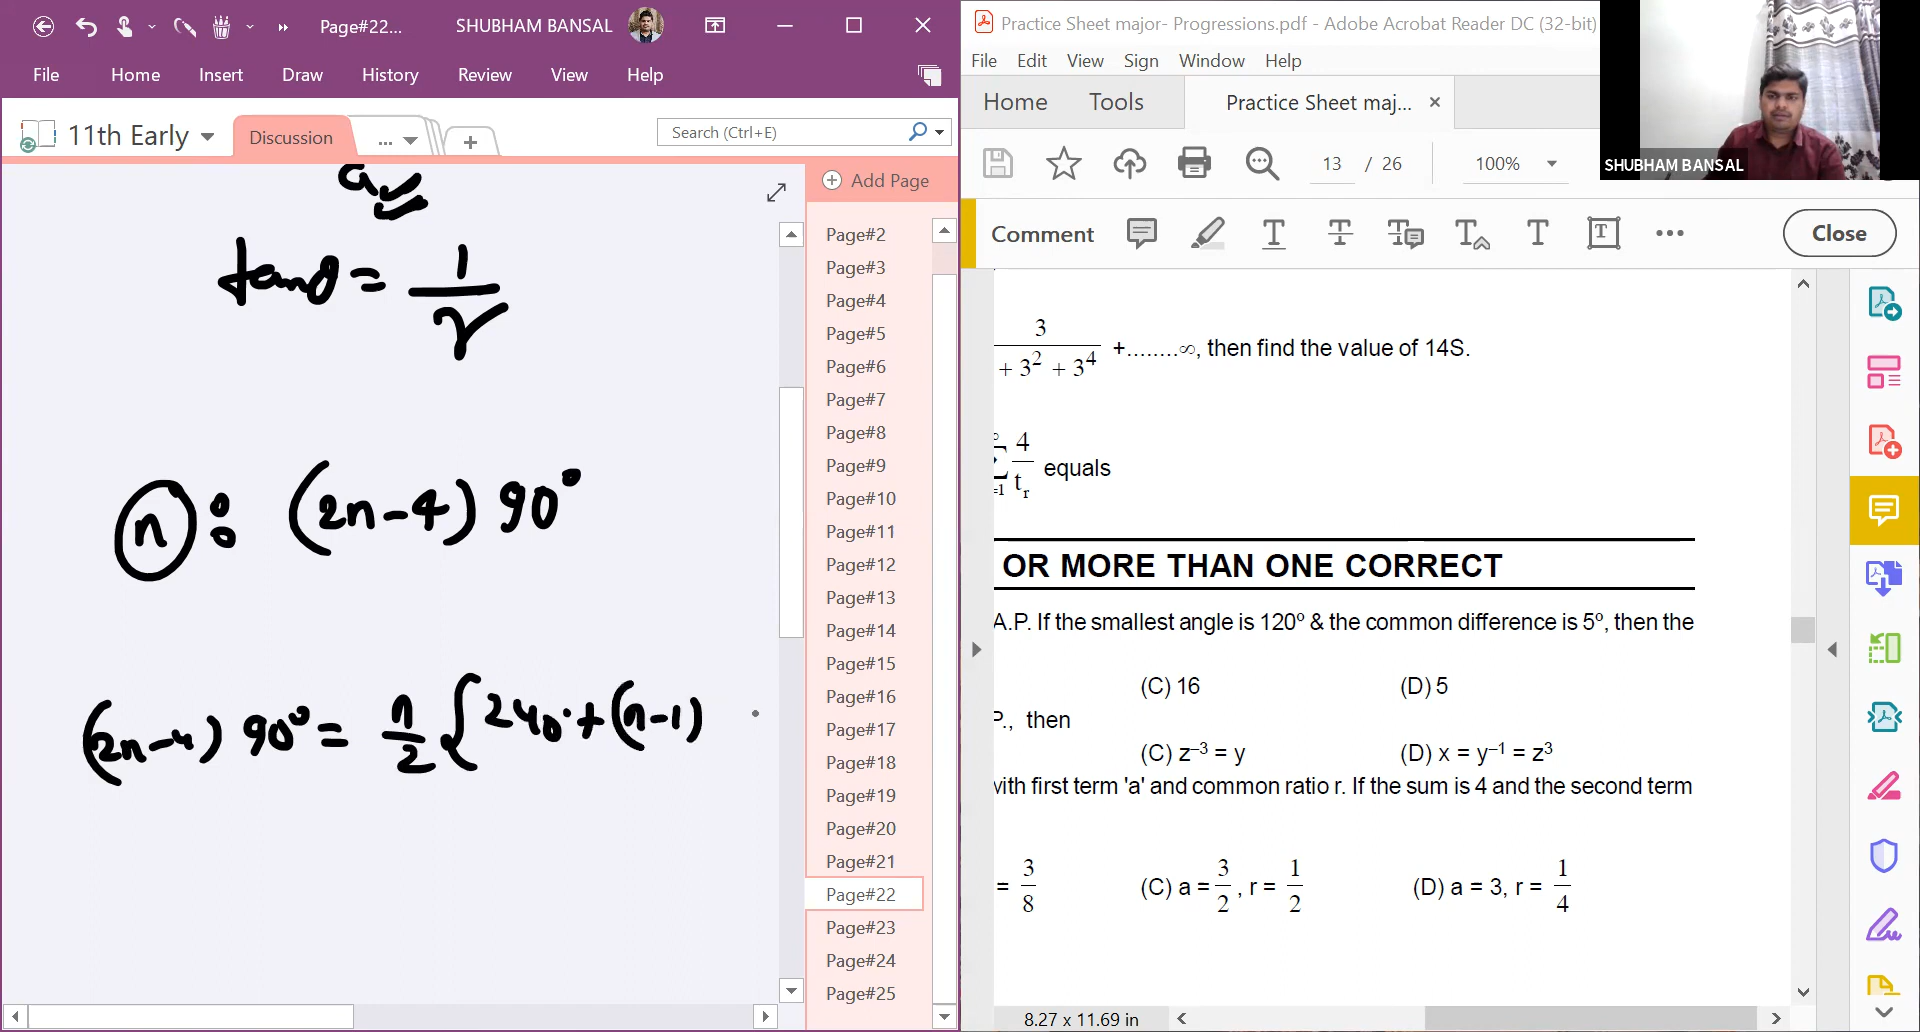 Page#22...
SHUBHAM BANSAL
File Home Insert Draw History Review View Help
11th Early
Discussion
...
+
Search (Ctrl+E)
Add Page
Page#2
Page#3
Page#4
Page#5
Page#6
Page#7
Page#8
Page#9
Page#10
Page#11
Page#12
Page#13
Page#14
Page#15
Page#16
Page#17
Page#18
Page#19
Page#20
Page#21
Page#22
Page#23
Page#24
Page#25
tanθ = 1/r
n : (2n-4) 90°
(2n-4) 90° = n/2 { 240° + (n-1)
Practice Sheet major- Progressions.pdf - Adobe Acrobat Reader DC (32-bit)
File Edit View Sign Window Help
Home Tools Practice Sheet maj... ×
13 / 26 100%
SHUBHAM BANSAL
Comment
Close
3/(+ 3² + 3⁴) +........∞, then find the value of 14S.
∑ 4/tᵣ equals
=1
OR MORE THAN ONE CORRECT
A.P. If the smallest angle is 120º & the common difference is 5º, then the
(C) 16 (D) 5
P., then
(C) z⁻³ = y (D) x = y⁻¹ = z³
with first term 'a' and common ratio r. If the sum is 4 and the second term
= 3/8 (C) a = 3/2, r = 1/2 (D) a = 3, r = 1/4
8.27 x 11.69 in